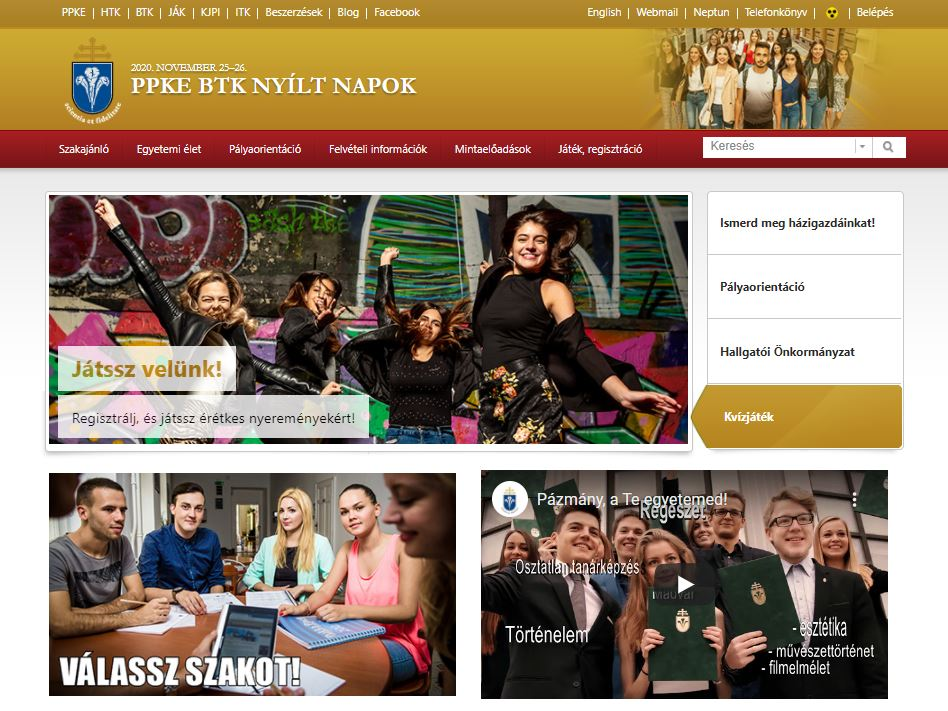 PPKE | HTK | BTK | JÁK | KJPI | ITK | Beszerzések | Blog | Facebook
English | Webmail | Neptun | Telefonkönyv | | Belépés
2020. NOVEMBER 25–26.
PPKE BTK NYÍLT NAPOK
scientia et fidelitate
Szakajánló Egyetemi élet Pályaorientáció Felvételi információk Mintaelőadások Játék, regisztráció
Keresés
Játssz velünk!
Regisztrálj, és játssz érétkes nyereményekért!
Ismerd meg házigazdáinkat!
Pályaorientáció
Hallgatói Önkormányzat
Kvízjáték
VÁLASSZ SZAKOT!
Pázmány, a Te egyetemed!
Régészet
Osztatlan tanárképzés
Magyar
Történelem
- esztétika
- művészettörténet
- filmelmélet